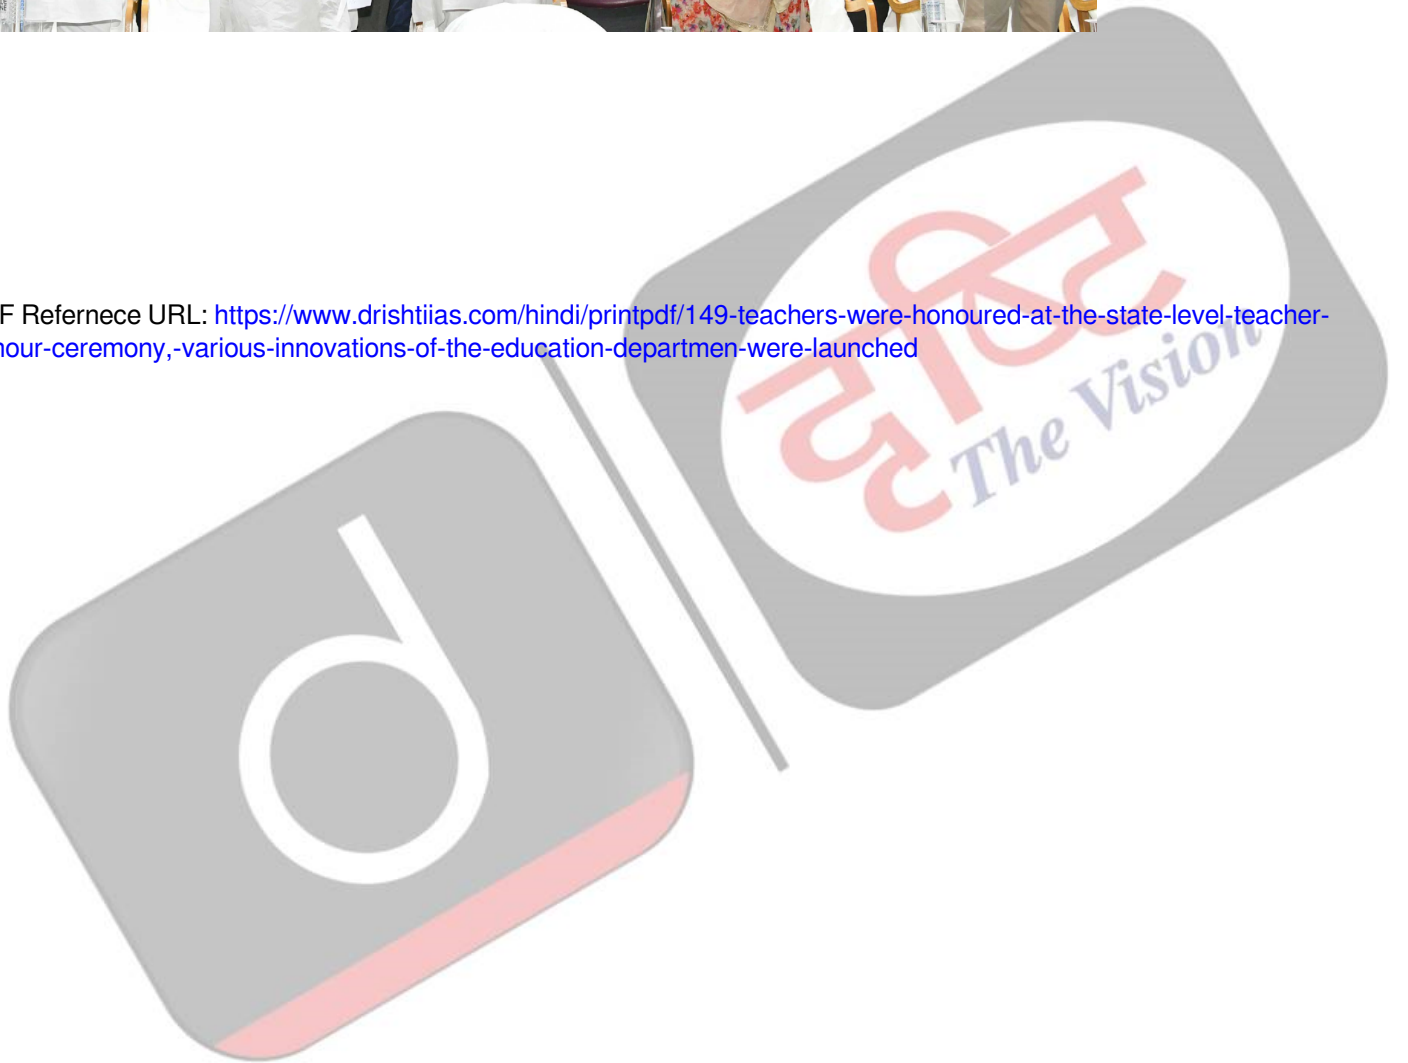 F Refernece URL: https://www.drishtiias.com/hindi/printpdf/149-teachers-were-honoured-at-the-state-level-teacher-
nour-ceremony,-various-innovations-of-the-education-departmen-were-launched
दृष्टि
The Vision
d